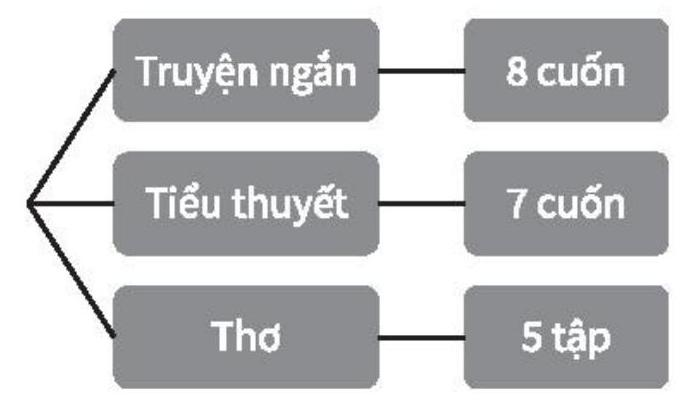 Truyện ngắn 8 cuốn
Tiểu thuyết 7 cuốn
Thơ 5 tập